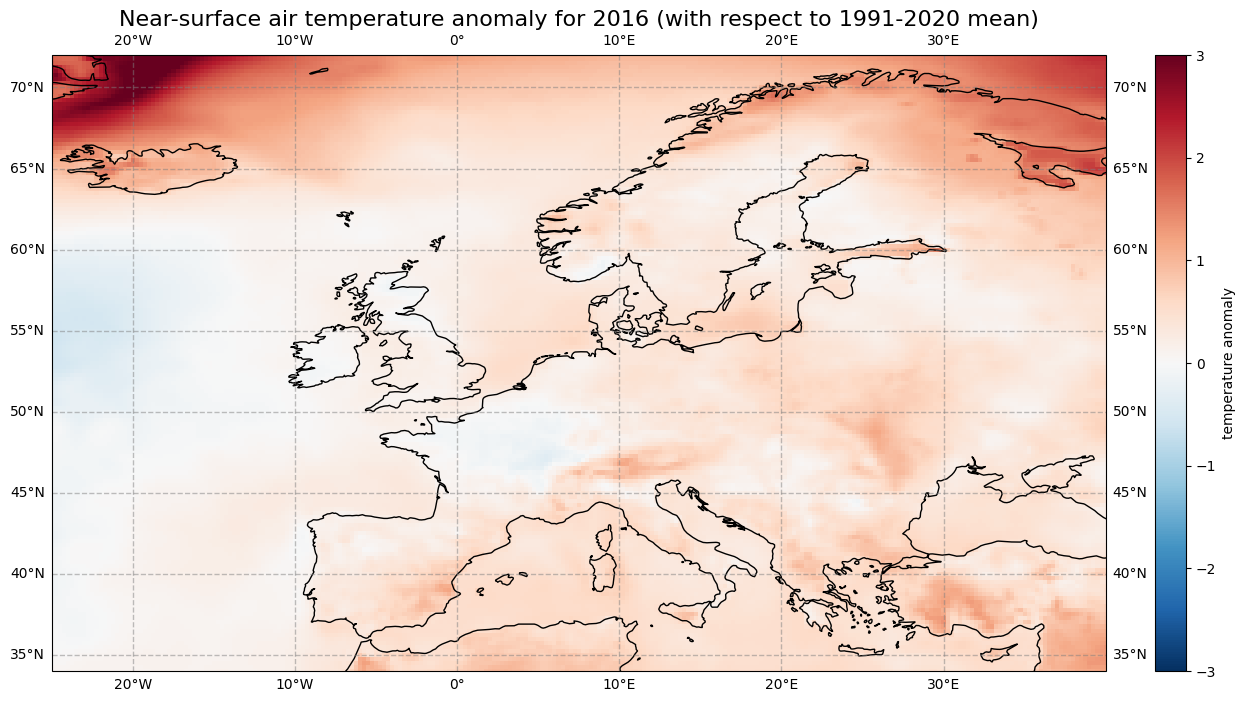 Near-surface air temperature anomaly for 2016 (with respect to 1991-2020 mean)
20°W 10°W 0° 10°E 20°E 30°E
70°N 70°N
65°N 65°N
60°N 60°N
55°N 55°N
50°N 50°N
45°N 45°N
40°N 40°N
35°N 35°N
20°W 10°W 0° 10°E 20°E 30°E
3
2
1
0
−1
−2
−3
temperature anomaly